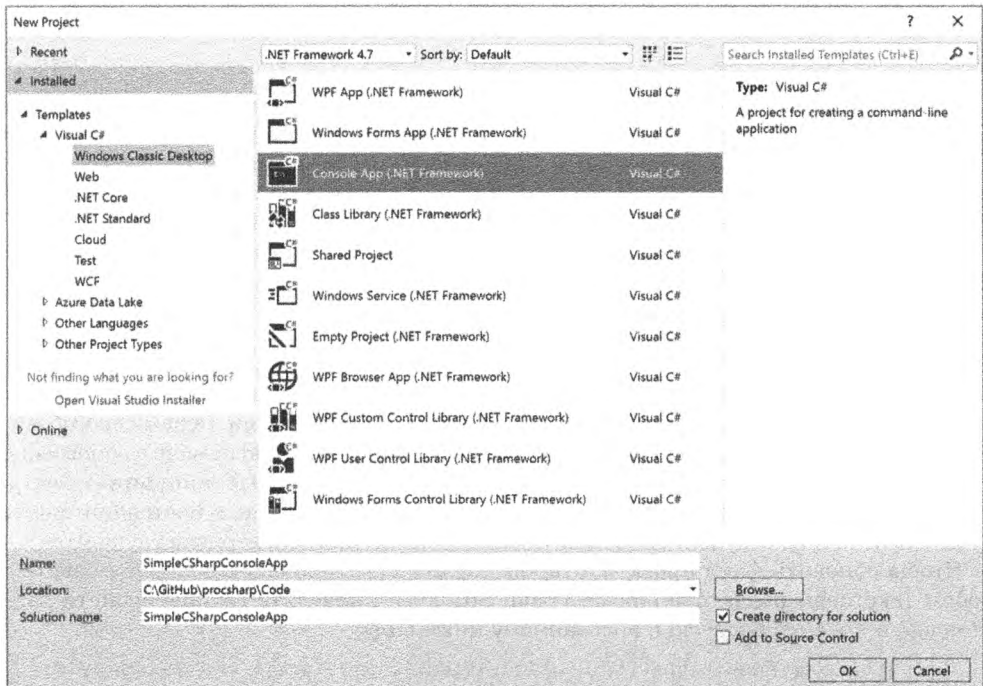 New Project ? ×
Recent
Installed
Templates
Visual C#
Windows Classic Desktop
Web
.NET Core
.NET Standard
Cloud
Test
WCF
Azure Data Lake
Other Languages
Other Project Types
Not finding what you are looking for?
Open Visual Studio Installer
Online
.NET Framework 4.7 Sort by: Default
Search Installed Templates (Ctrl+E)
WPF App (.NET Framework) Visual C#
Windows Forms App (.NET Framework) Visual C#
Console App (.NET Framework) Visual C#
Class Library (.NET Framework) Visual C#
Shared Project Visual C#
Windows Service (.NET Framework) Visual C#
Empty Project (.NET Framework) Visual C#
WPF Browser App (.NET Framework) Visual C#
WPF Custom Control Library (.NET Framework) Visual C#
WPF User Control Library (.NET Framework) Visual C#
Windows Forms Control Library (.NET Framework) Visual C#
Type: Visual C#
A project for creating a command-line
application
Name: SimpleCSharpConsoleApp
Location: C:\GitHub\procsharp\Code
Browse...
Solution name: SimpleCSharpConsoleApp
Create directory for solution
Add to Source Control
OK Cancel